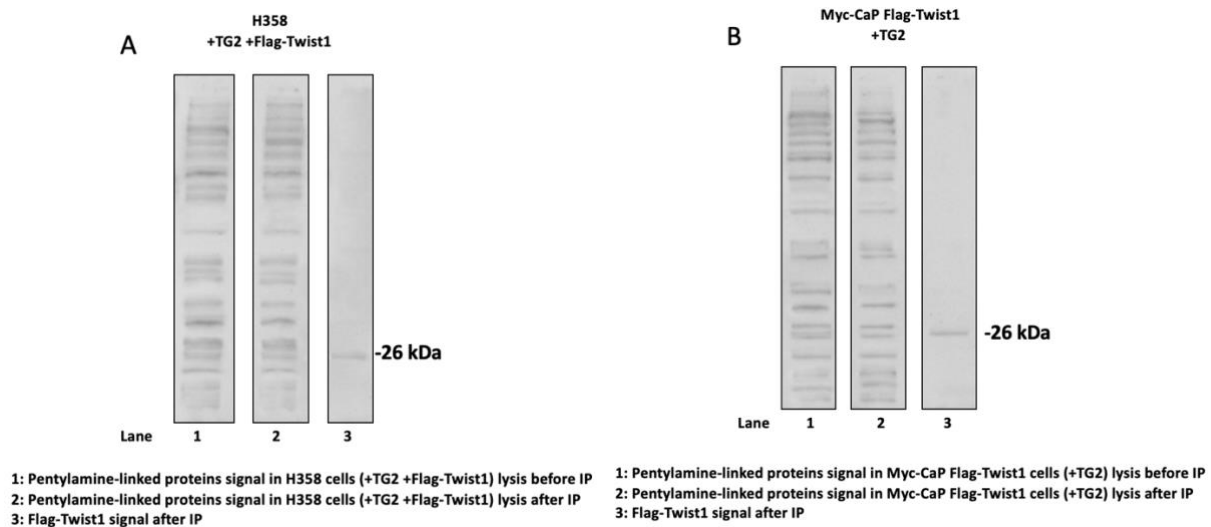 A
H358
+TG2 +Flag-Twist1
-26 kDa
Lane 1 2 3
1: Pentylamine-linked proteins signal in H358 cells (+TG2 +Flag-Twist1) lysis before IP
2: Pentylamine-linked proteins signal in H358 cells (+TG2 +Flag-Twist1) lysis after IP
3: Flag-Twist1 signal after IP
B
Myc-CaP Flag-Twist1
+TG2
-26 kDa
Lane 1 2 3
1: Pentylamine-linked proteins signal in Myc-CaP Flag-Twist1 cells (+TG2) lysis before IP
2: Pentylamine-linked proteins signal in Myc-CaP Flag-Twist1 cells (+TG2) lysis after IP
3: Flag-Twist1 signal after IP